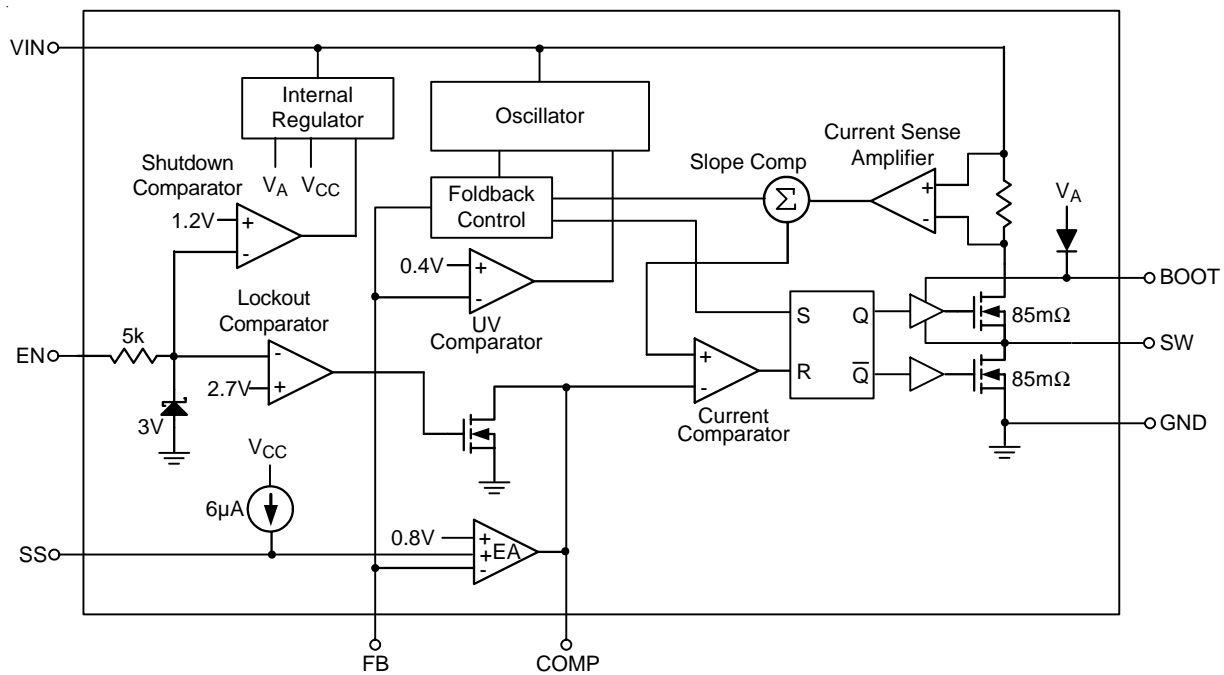 VIN
Internal
Regulator
Oscillator
Current Sense
Amplifier
Slope Comp
Shutdown
Comparator
VA
VCC
Foldback
Control
Σ
+
-
VA
1.2V
+
-
0.4V
+
-
BOOT
Lockout
Comparator
UV
Comparator
S
Q
85mΩ
5k
EN
-
+
2.7V
+
-
R
Q̅
SW
85mΩ
3V
Current
Comparator
GND
VCC
6µA
0.8V
+
+
-
EA
SS
FB
COMP